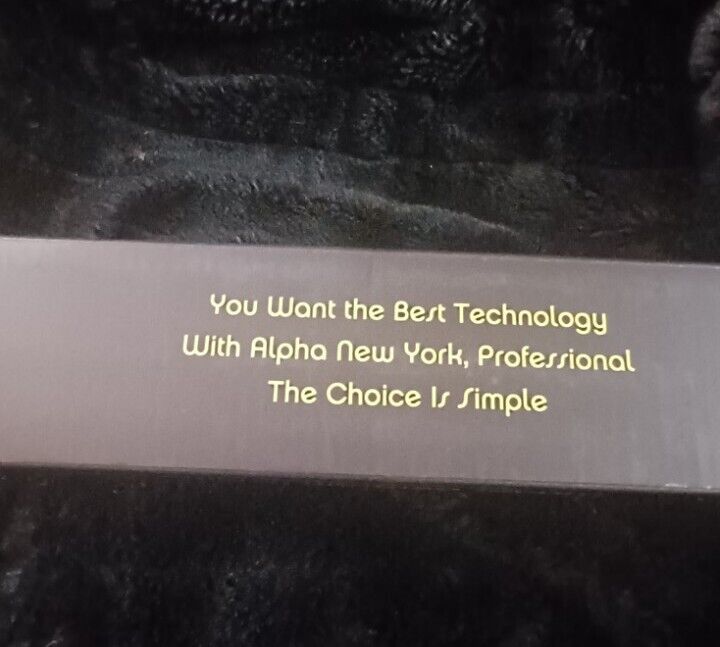 You Want the Best Technology
With Alpha New York, Professional
The Choice Is Simple